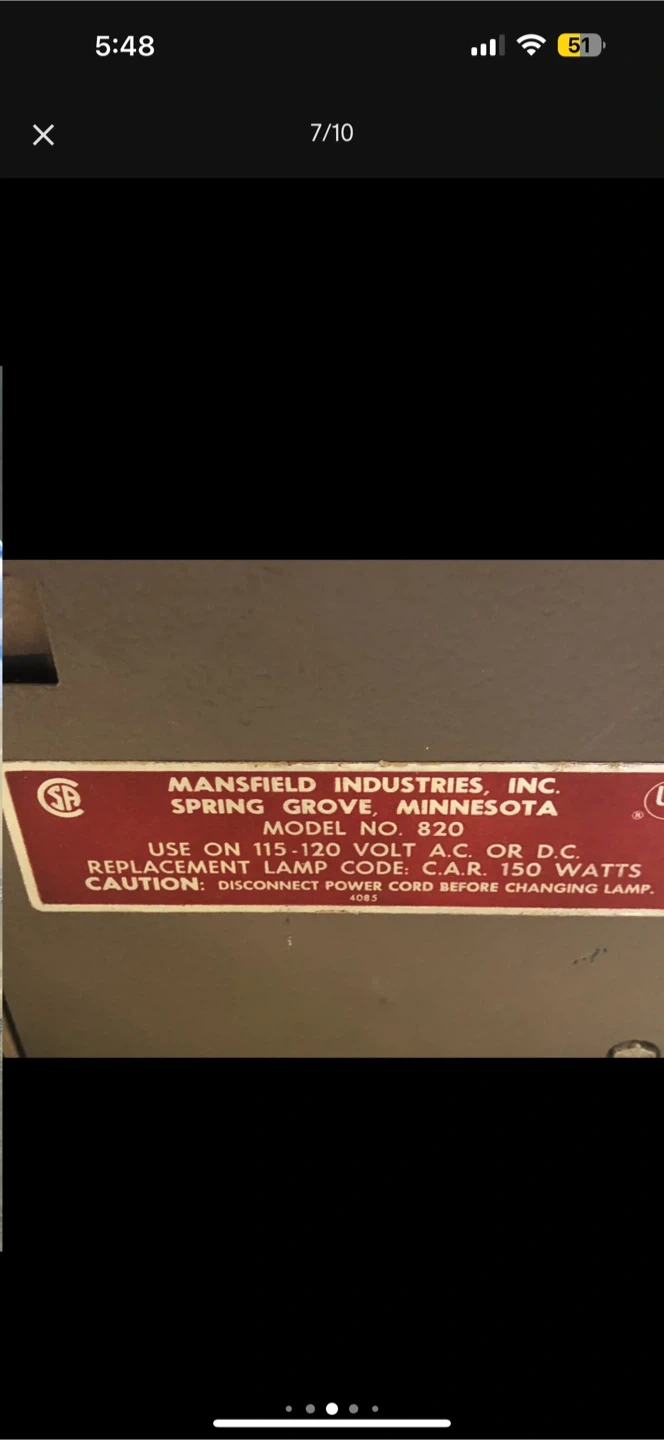 5:48
51
7/10
SA
MANSFIELD INDUSTRIES, INC.
SPRING GROVE, MINNESOTA
MODEL NO. 820
USE ON 115-120 VOLT A.C. OR D.C.
REPLACEMENT LAMP CODE: C.A.R. 150 WATTS
CAUTION: DISCONNECT POWER CORD BEFORE CHANGING LAMP.
4085
®